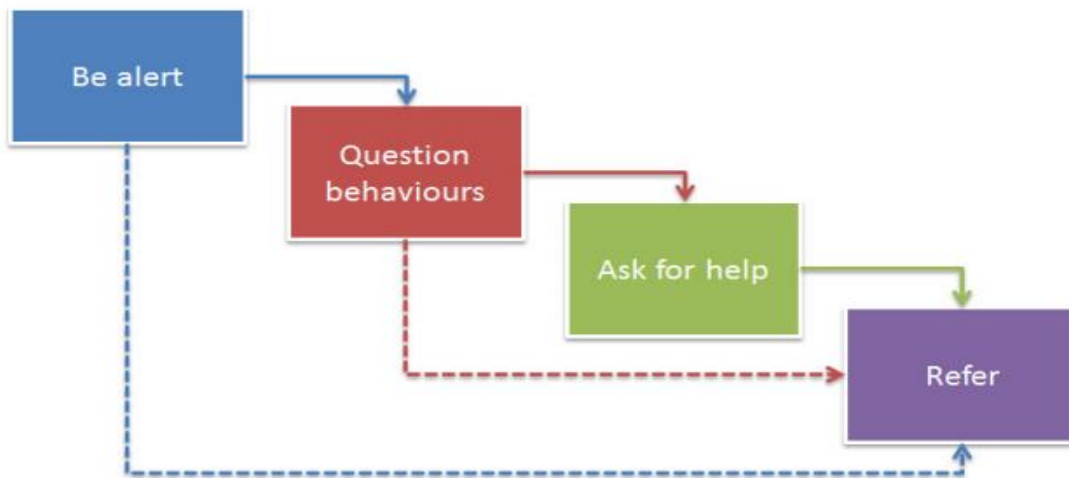 Be alert
Question
behaviours
Ask for help
Refer